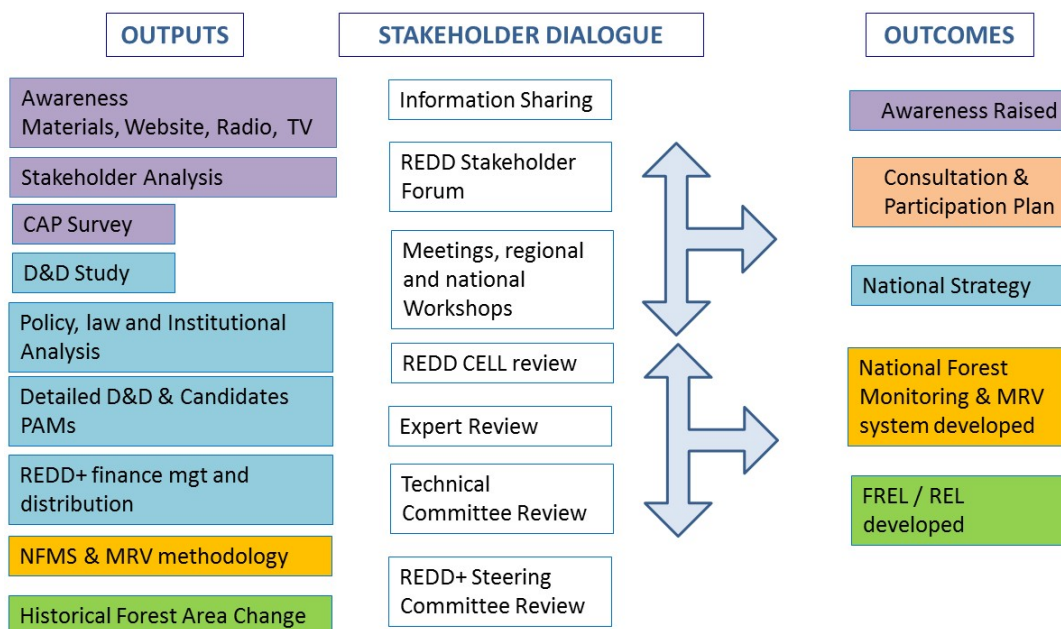 OUTPUTS
STAKEHOLDER DIALOGUE
OUTCOMES
Awareness
Materials, Website, Radio, TV
Stakeholder Analysis
CAP Survey
D&D Study
Policy, law and Institutional
Analysis
Detailed D&D & Candidates
PAMs
REDD+ finance mgt and
distribution
NFMS & MRV methodology
Historical Forest Area Change
Information Sharing
REDD Stakeholder
Forum
Meetings, regional
and national
Workshops
REDD CELL review
Expert Review
Technical
Committee Review
REDD+ Steering
Committee Review
Awareness Raised
Consultation &
Participation Plan
National Strategy
National Forest
Monitoring & MRV
system developed
FREL / REL
developed